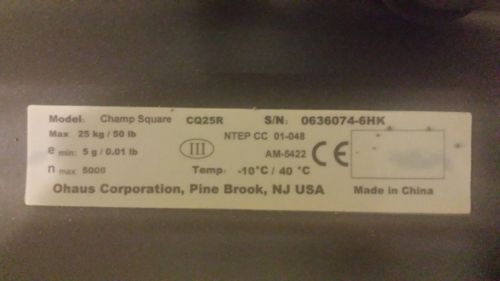 Model: Champ Square CQ25R S/N: 0636074-6HK
Max 25 kg / 50 lb NTEP CC 01-048
e min: 5 g / 0.01 lb III AM-5422 CE
n max: 5000 Temp: -10°C / 40 °C
Ohaus Corporation, Pine Brook, NJ USA Made in China